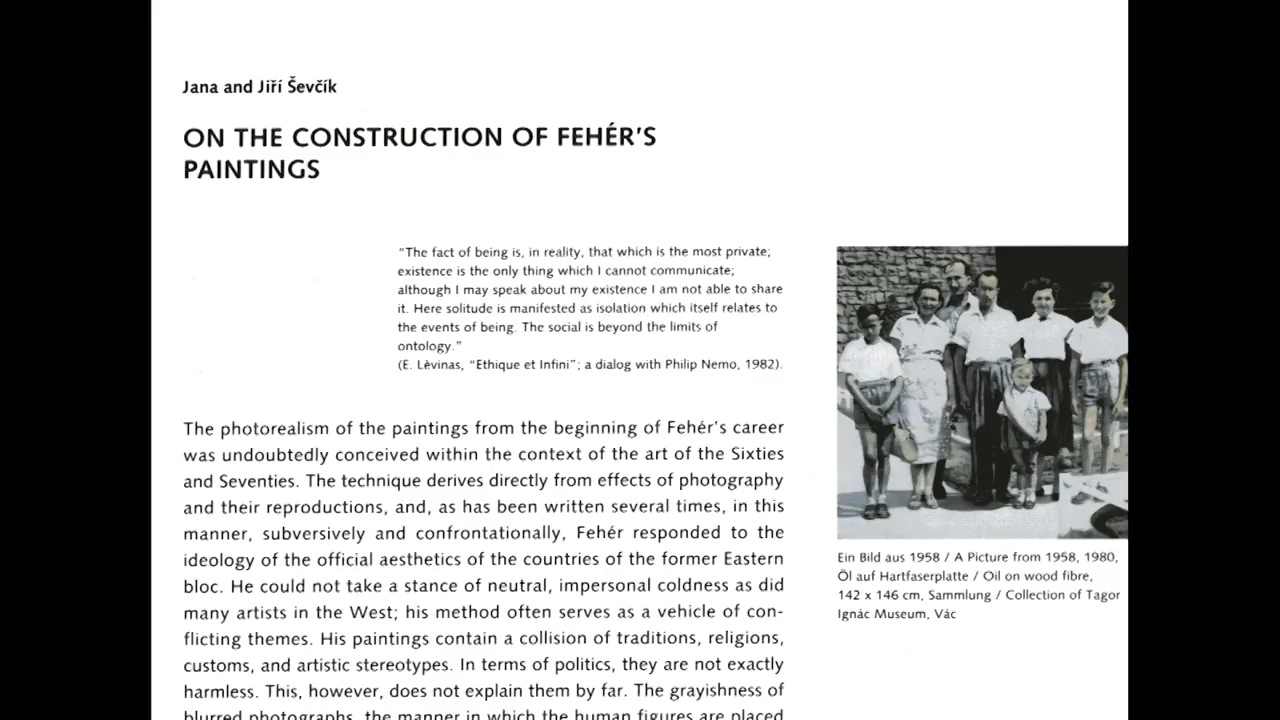 Jana and Jiří Ševčík
ON THE CONSTRUCTION OF FEHÉR'S
PAINTINGS
"The fact of being is, in reality, that which is the most private;
existence is the only thing which I cannot communicate;
although I may speak about my existence I am not able to share
it. Here solitude is manifested as isolation which itself relates to
the events of being. The social is beyond the limits of
ontology."
(E. Lèvinas, "Ethique et Infini"; a dialog with Philip Nemo, 1982).
The photorealism of the paintings from the beginning of Fehér's career
was undoubtedly conceived within the context of the art of the Sixties
and Seventies. The technique derives directly from effects of photography
and their reproductions, and, as has been written several times, in this
manner, subversively and confrontationally, Fehér responded to the
ideology of the official aesthetics of the countries of the former Eastern
bloc. He could not take a stance of neutral, impersonal coldness as did
many artists in the West; his method often serves as a vehicle of con-
flicting themes. His paintings contain a collision of traditions, religions,
customs, and artistic stereotypes. In terms of politics, they are not exactly
harmless. This, however, does not explain them by far. The grayishness of
blurred photographs, the manner in which the human figures are placed
Ein Bild aus 1958 / A Picture from 1958, 1980,
Öl auf Hartfaserplatte / Oil on wood fibre,
142 x 146 cm, Sammlung / Collection of Tagor
Ignác Museum, Vác